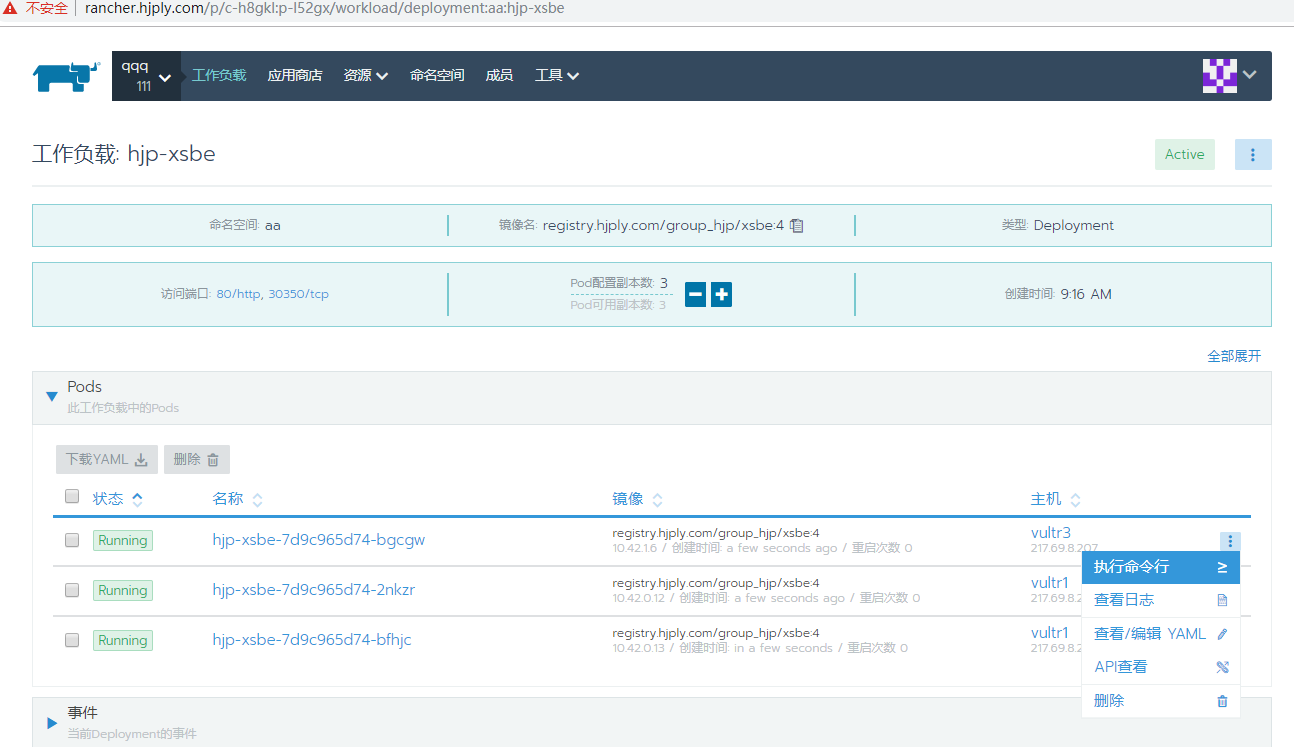 不安全 rancher.hjply.com/p/c-h8gkl:p-l52gx/workload/deployment:aa:hjp-xsbe
qqq
111
工作负载 应用商店 资源 命名空间 成员 工具
工作负载: hjp-xsbe
Active
命名空间: aa
镜像名: registry.hjply.com/group_hjp/xsbe:4
类型: Deployment
访问端口: 80/http, 30350/tcp
Pod配置副本数: 3
Pod可用副本数: 3
创建时间: 9:16 AM
全部展开
Pods
此工作负载中的Pods
下载YAML 删除
状态 名称 镜像 主机
Running hjp-xsbe-7d9c965d74-bgcgw registry.hjply.com/group_hjp/xsbe:4 vultr3
10.42.1.6 / 创建时间: a few seconds ago / 重启次数 0 217.69.8.207
Running hjp-xsbe-7d9c965d74-2nkzr registry.hjply.com/group_hjp/xsbe:4 vultr1
10.42.0.12 / 创建时间: a few seconds ago / 重启次数 0 217.69.8.2
Running hjp-xsbe-7d9c965d74-bfhjc registry.hjply.com/group_hjp/xsbe:4 vultr1
10.42.0.13 / 创建时间: in a few seconds / 重启次数 0 217.69.8.2
执行命令行
查看日志
查看/编辑 YAML
API查看
删除
事件
当前Deployment的事件